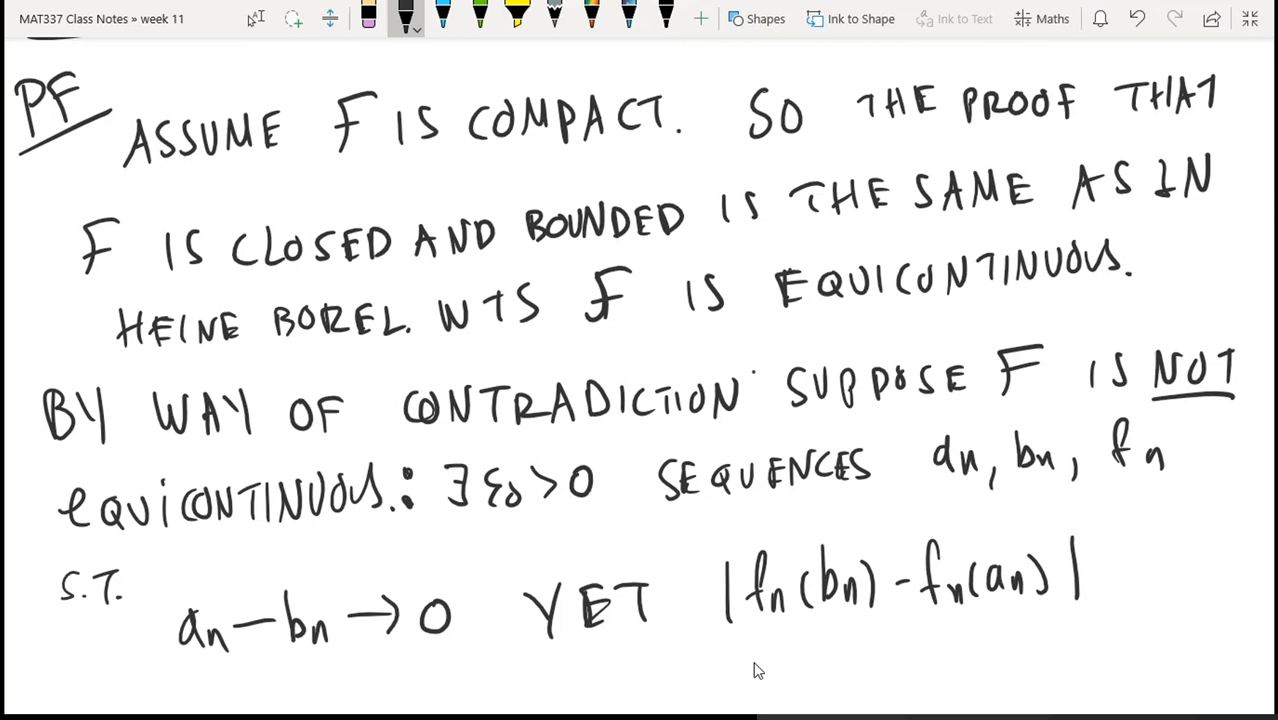 MAT337 Class Notes » week 11
Shapes Ink to Shape Ink to Text Maths
PF ASSUME F IS COMPACT. SO THE PROOF THAT
F IS CLOSED AND BOUNDED IS THE SAME AS IN
HEINE BOREL. WTS F IS EQUICONTINUOUS.
BY WAY OF CONTRADICTION SUPPOSE F IS NOT
equiCONTINUOUS.: ∃ ε₀ > 0 SEQUENCES aₙ, bₙ, fₙ
S.T. aₙ — bₙ → 0 YET |fₙ(bₙ) - fₙ(aₙ)|